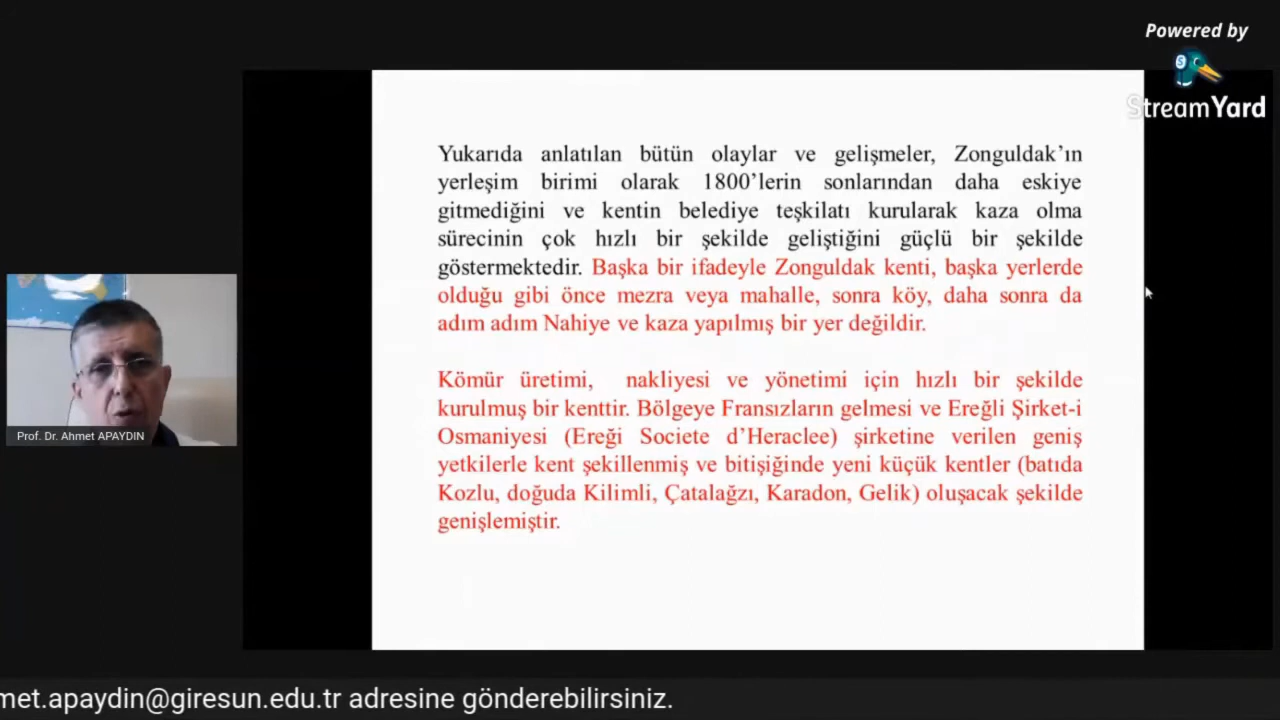 Powered by
StreamYard
Yukarıda anlatılan bütün olaylar ve gelişmeler, Zonguldak’ın
yerleşim birimi olarak 1800’lerin sonlarından daha eskiye
gitmediğini ve kentin belediye teşkilatı kurularak kaza olma
sürecinin çok hızlı bir şekilde geliştiğini güçlü bir şekilde
göstermektedir. Başka bir ifadeyle Zonguldak kenti, başka yerlerde
olduğu gibi önce mezra veya mahalle, sonra köy, daha sonra da
adım adım Nahiye ve kaza yapılmış bir yer değildir.
Kömür üretimi, nakliyesi ve yönetimi için hızlı bir şekilde
kurulmuş bir kenttir. Bölgeye Fransızların gelmesi ve Ereğli Şirket-i
Osmaniyesi (Ereği Societe d’Heraclee) şirketine verilen geniş
yetkilerle kent şekillenmiş ve bitişiğinde yeni küçük kentler (batıda
Kozlu, doğuda Kilimli, Çatalağzı, Karadon, Gelik) oluşacak şekilde
genişlemiştir.
Prof. Dr. Ahmet APAYDIN
met.apaydin@giresun.edu.tr adresine gönderebilirsiniz.